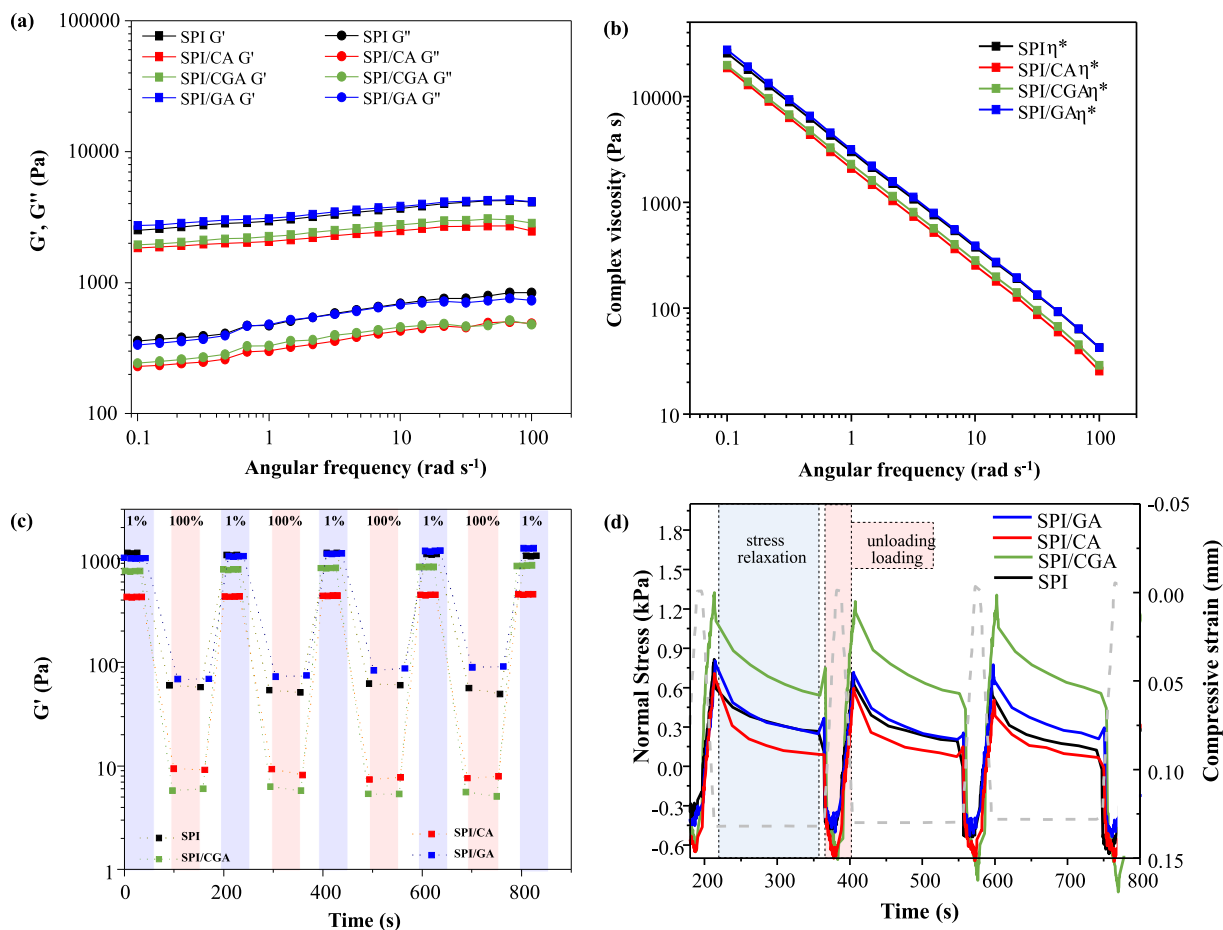 (a)
100000
10000
1000
100
G', G'' (Pa)
SPI G'
SPI/CA G'
SPI/CGA G'
SPI/GA G'
SPI G''
SPI/CA G''
SPI/CGA G''
SPI/GA G''
0.1
1
10
100
Angular frequency (rad s-1)
(b)
10000
1000
100
10
Complex viscosity (Pa s)
SPI η*
SPI/CA η*
SPI/CGA η*
SPI/GA η*
0.1
1
10
100
Angular frequency (rad s-1)
(c)
1% 100% 1% 100% 1% 100% 1% 100% 1%
1000
100
10
1
G' (Pa)
SPI
SPI/CGA
SPI/CA
SPI/GA
0
200
400
600
800
Time (s)
(d)
1.8
1.5
1.2
0.9
0.6
0.3
0.0
-0.3
-0.6
Normal Stress (kPa)
stress
relaxation
unloading
loading
SPI/GA
SPI/CA
SPI/CGA
SPI
-0.05
0.00
0.05
0.10
0.15
Compressive strain (mm)
200
300
400
500
600
700
800
Time (s)